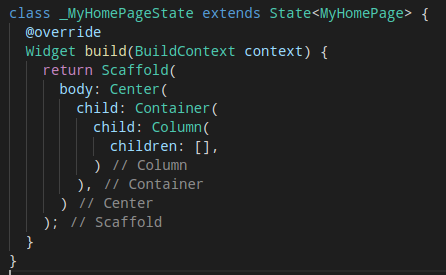 class _MyHomePageState extends State<MyHomePage> {
  @override
  Widget build(BuildContext context) {
    return Scaffold(
      body: Center(
        child: Container(
          child: Column(
            children: [],
          ) // Column
        ), // Container
      ) // Center
    ); // Scaffold
  }
}